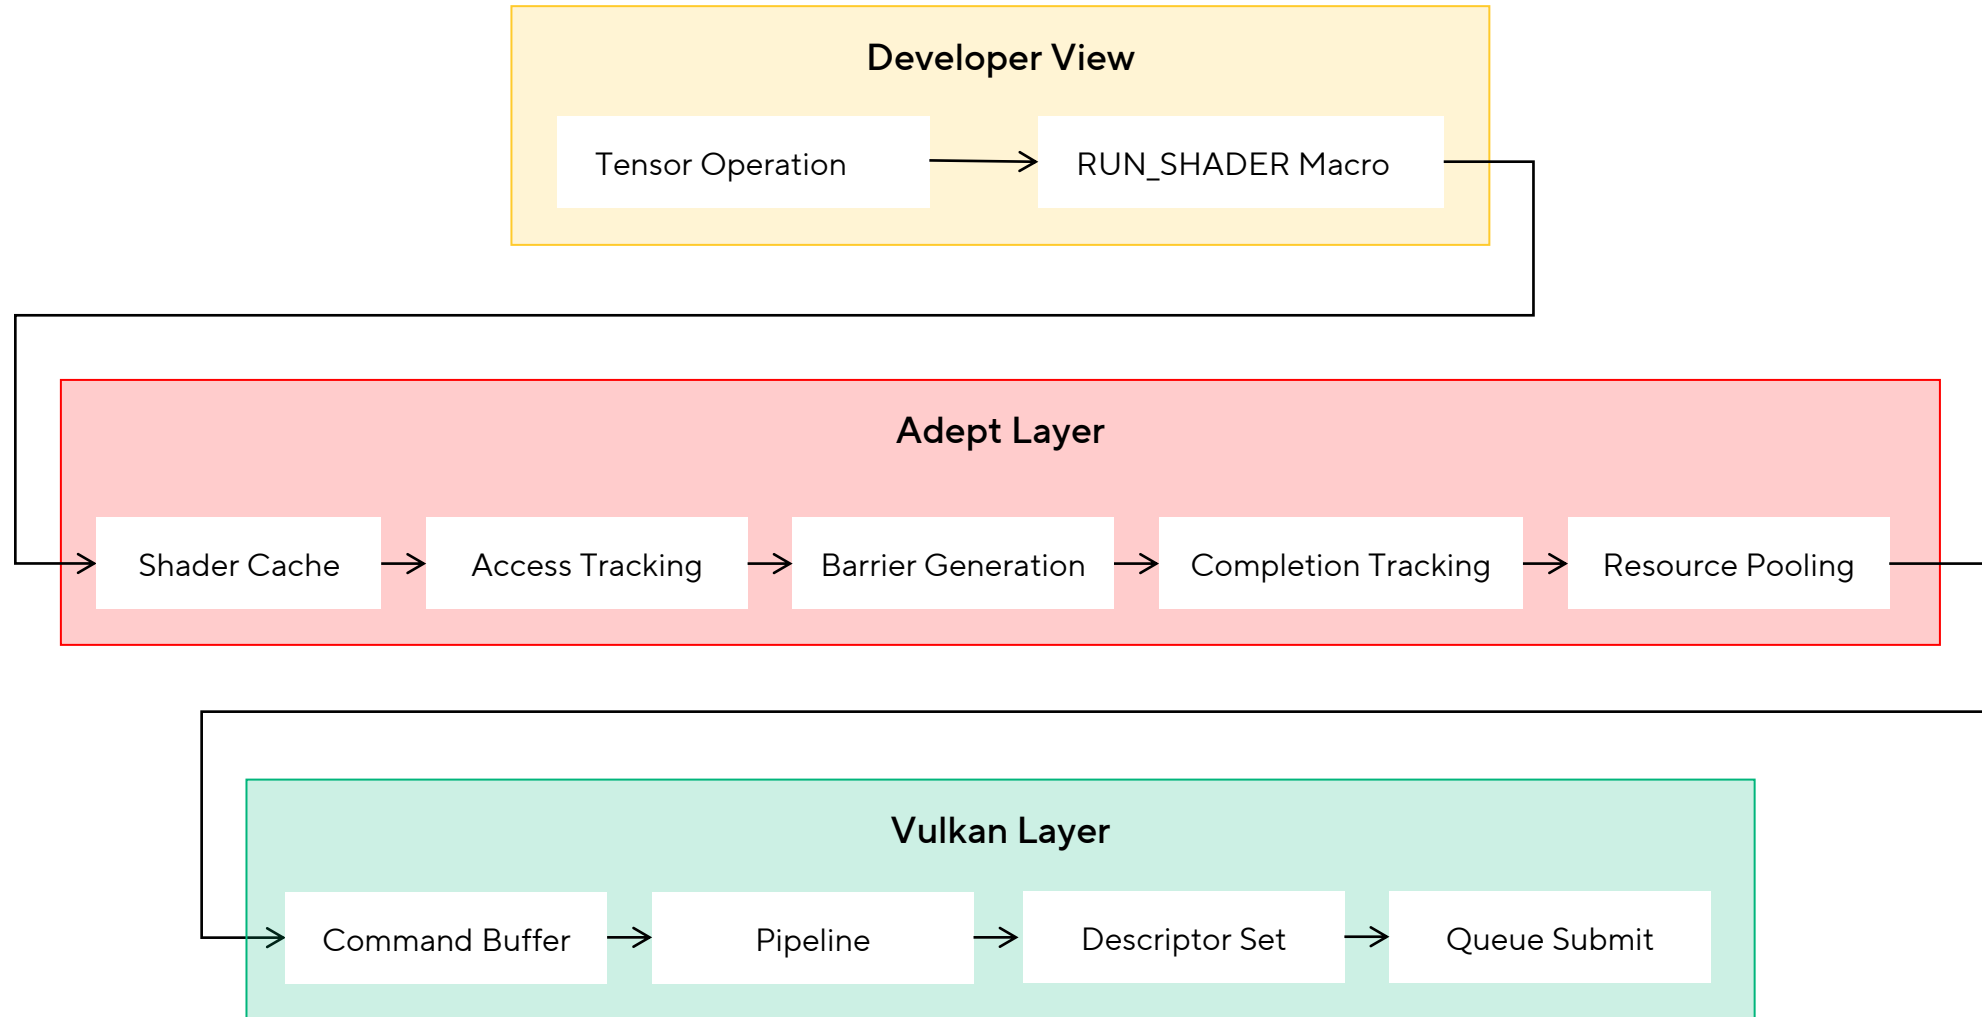 Developer View
Tensor Operation
RUN_SHADER Macro
Adept Layer
Shader Cache
Access Tracking
Barrier Generation
Completion Tracking
Resource Pooling
Vulkan Layer
Command Buffer
Pipeline
Descriptor Set
Queue Submit